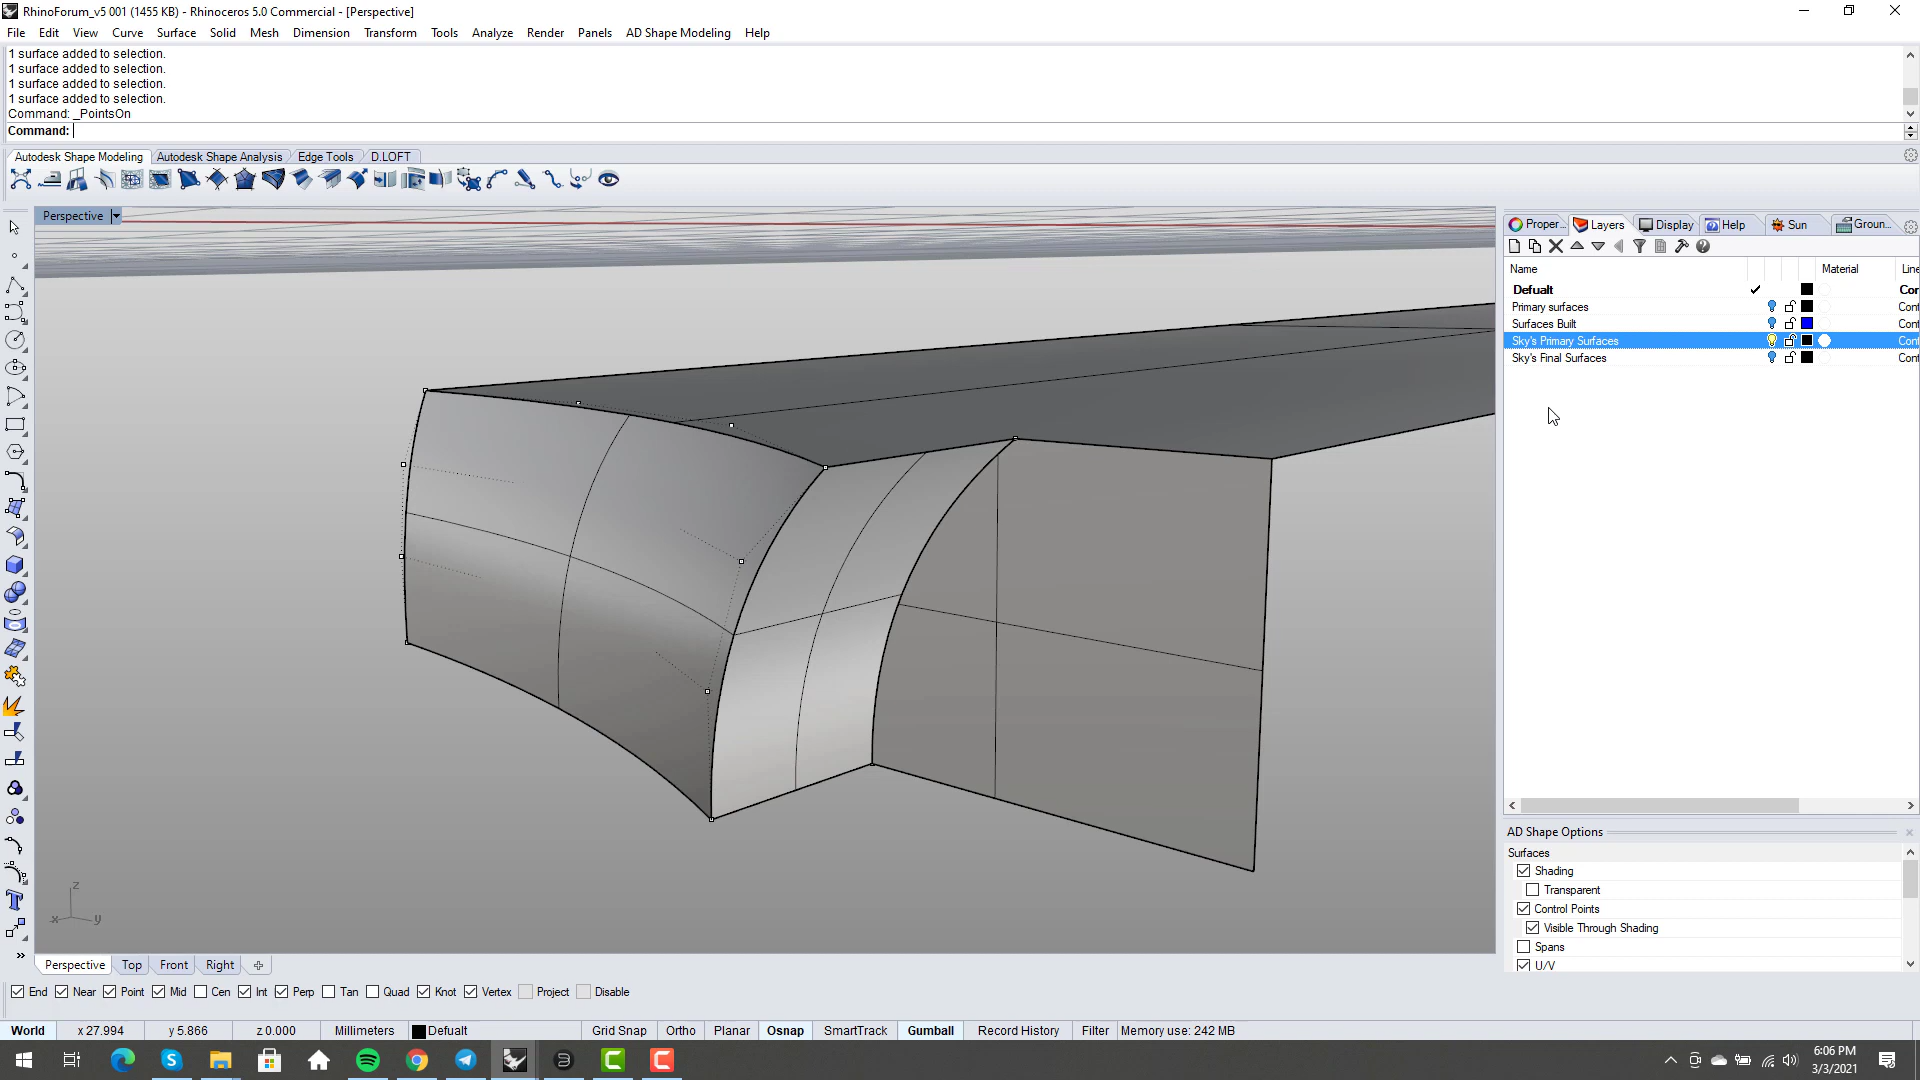 RhinoForum_v5 001 (1455 KB) - Rhinoceros 5.0 Commercial - [Perspective]
File Edit View Curve Surface Solid Mesh Dimension Transform Tools Analyze Render Panels AD Shape Modeling Help
1 surface added to selection.
1 surface added to selection.
1 surface added to selection.
1 surface added to selection.
Command: _PointsOn
Command:
Autodesk Shape Modeling Autodesk Shape Analysis Edge Tools D.LOFT
Perspective
Proper... Layers Display Help Sun Groun...
Name Material Line
Defualt Cor
Primary surfaces Cont
Surfaces Built Cont
Sky's Primary Surfaces Cont
Sky's Final Surfaces Cont
z
x y
AD Shape Options
Surfaces
Shading
Transparent
Control Points
Visible Through Shading
Spans
U/V
Perspective Top Front Right
End Near Point Mid Cen Int Perp Tan Quad Knot Vertex Project Disable
World x 27.994 y 5.866 z 0.000 Millimeters Defualt Grid Snap Ortho Planar Osnap SmartTrack Gumball Record History Filter Memory use: 242 MB
6:06 PM
3/3/2021